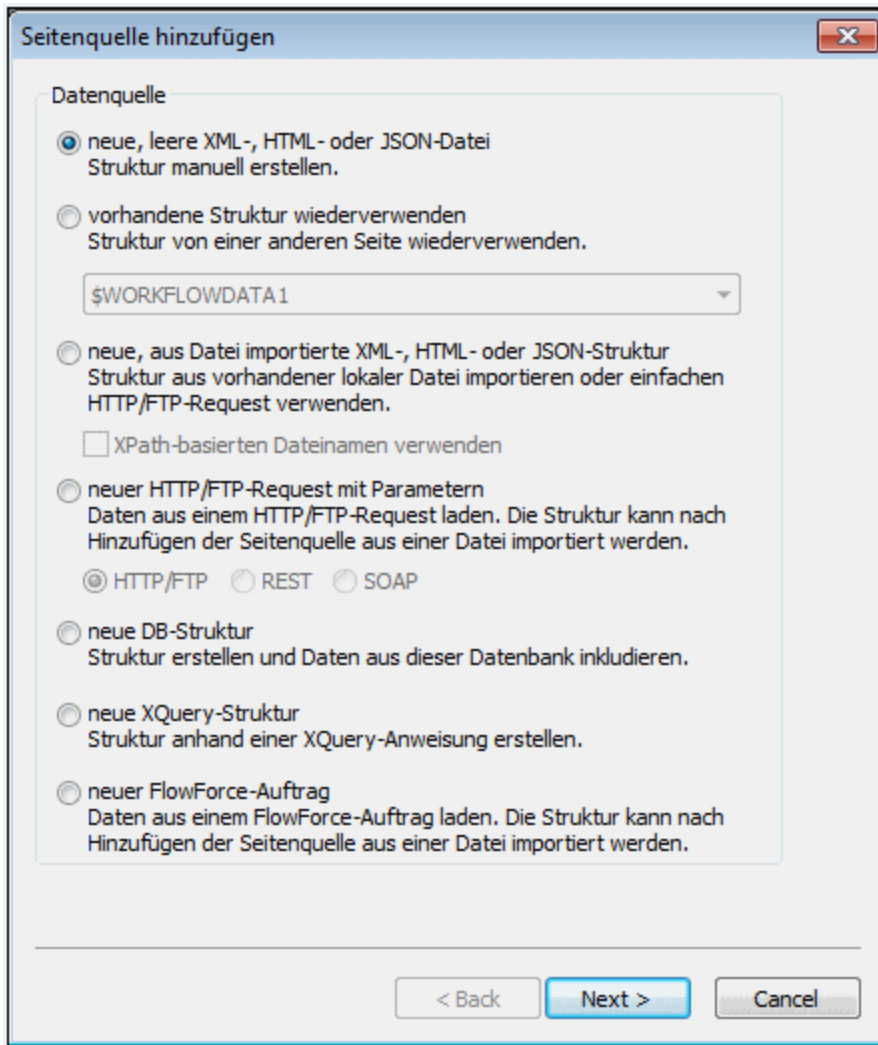 Seitenquelle hinzufügen
Datenquelle
neue, leere XML-, HTML- oder JSON-Datei
Struktur manuell erstellen.
vorhandene Struktur wiederverwenden
Struktur von einer anderen Seite wiederverwenden.
$WORKFLOWDATA1
neue, aus Datei importierte XML-, HTML- oder JSON-Struktur
Struktur aus vorhandener lokaler Datei importieren oder einfachen
HTTP/FTP-Request verwenden.
XPath-basierten Dateinamen verwenden
neuer HTTP/FTP-Request mit Parametern
Daten aus einem HTTP/FTP-Request laden. Die Struktur kann nach
Hinzufügen der Seitenquelle aus einer Datei importiert werden.
HTTP/FTP REST SOAP
neue DB-Struktur
Struktur erstellen und Daten aus dieser Datenbank inkludieren.
neue XQuery-Struktur
Struktur anhand einer XQuery-Anweisung erstellen.
neuer FlowForce-Auftrag
Daten aus einem FlowForce-Auftrag laden. Die Struktur kann nach
Hinzufügen der Seitenquelle aus einer Datei importiert werden.
< Back Next > Cancel